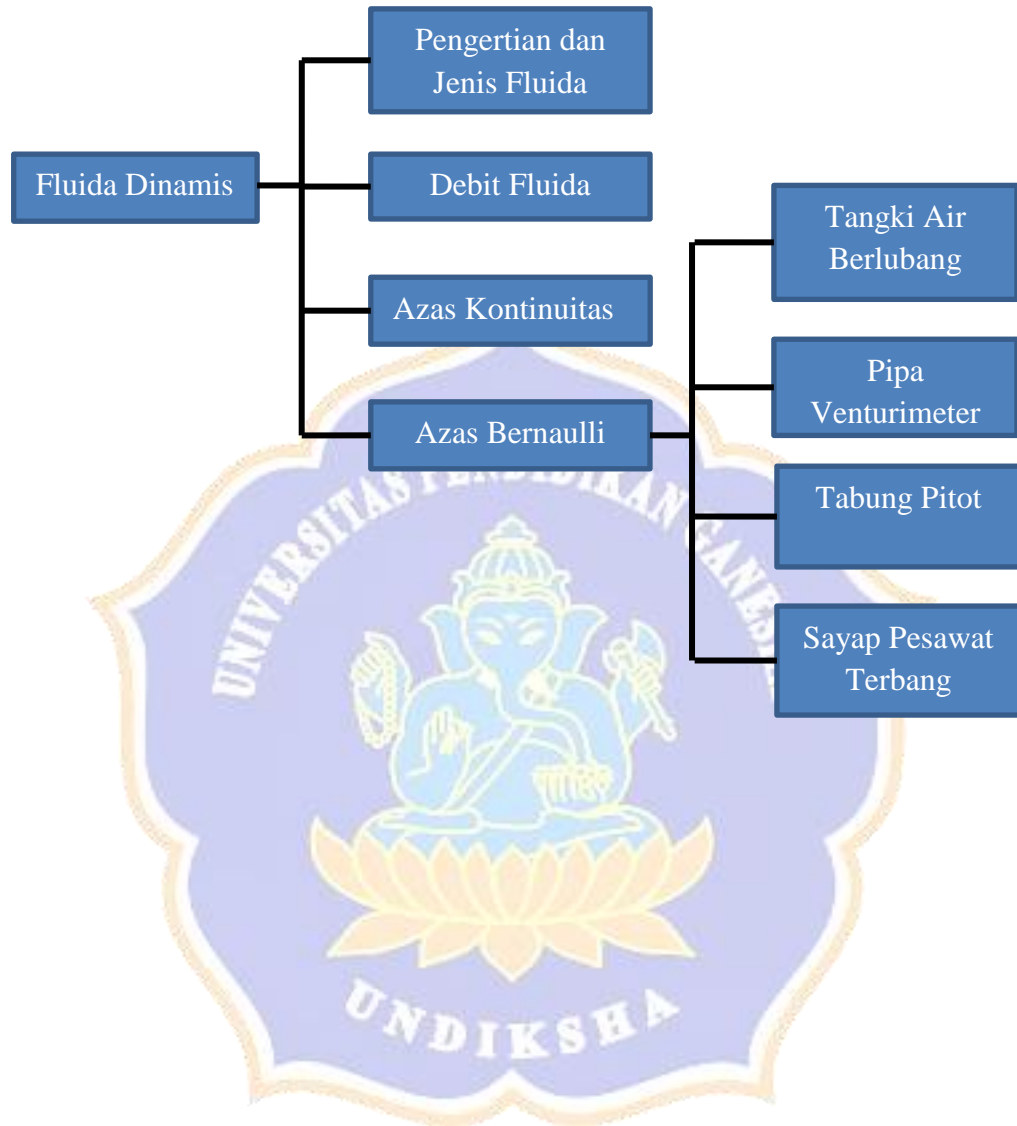 Pengertian dan
Jenis Fluida
Fluida Dinamis
Debit Fluida
Azas Kontinuitas
Azas Bernaulli
Tangki Air
Berlubang
Pipa
Venturimeter
Tabung Pitot
Sayap Pesawat
Terbang
UNIVERSITAS PENDIDIKAN
UNDIKSHA